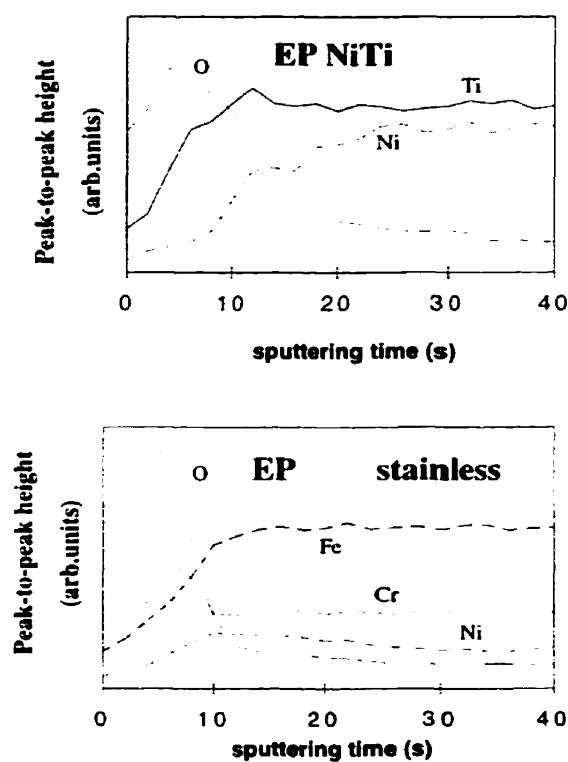 EP NiTi
O
Ti
Ni
Peak-to-peak height
(arb.units)
0 10 20 30 40
sputtering time (s)
EP stainless
O
Fe
Cr
Ni
Peak-to-peak height
(arb.units)
0 10 20 30 40
sputtering time (s)